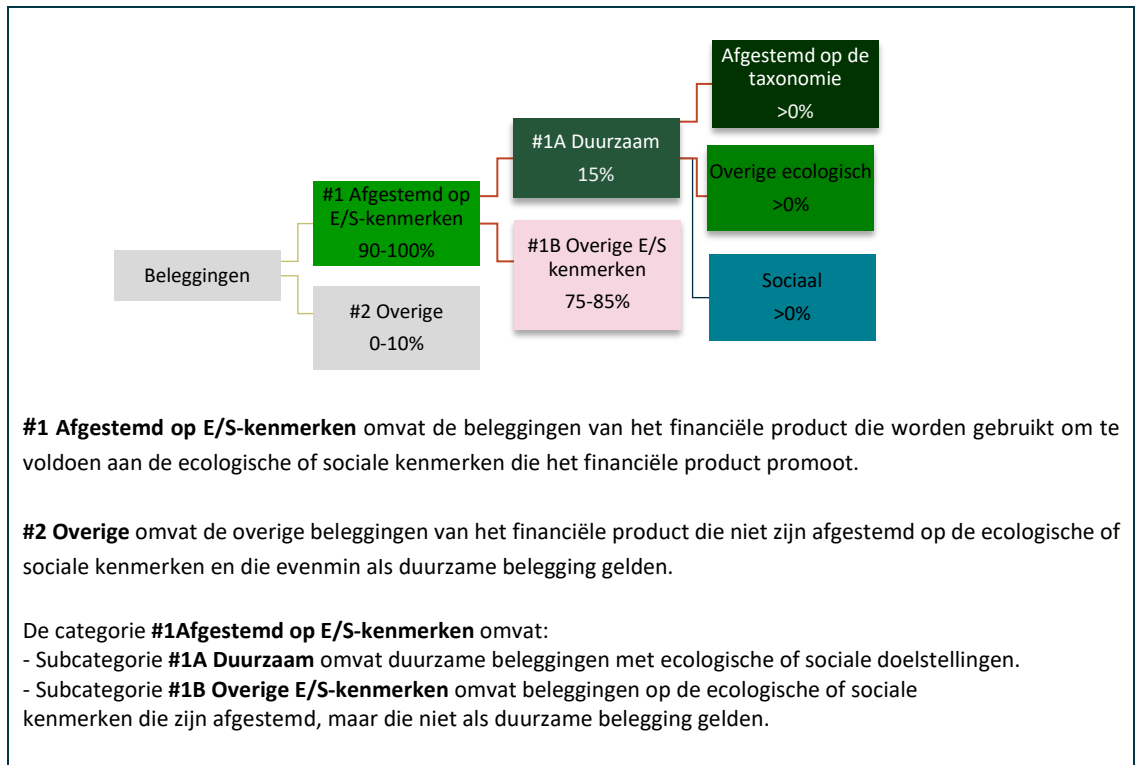 Afgestemd op de
taxonomie
>0%
#1A Duurzaam
15%
Overige ecologisch
>0%
#1 Afgestemd op
E/S-kenmerken
90-100%
#1B Overige E/S
kenmerken
75-85%
Beleggingen
Sociaal
>0%
#2 Overige
0-10%
#1 Afgestemd op E/S-kenmerken omvat de beleggingen van het financiële product die worden gebruikt om te
voldoen aan de ecologische of sociale kenmerken die het financiële product promoot.
#2 Overige omvat de overige beleggingen van het financiële product die niet zijn afgestemd op de ecologische of
sociale kenmerken en die evenmin als duurzame belegging gelden.
De categorie #1Afgestemd op E/S-kenmerken omvat:
- Subcategorie #1A Duurzaam omvat duurzame beleggingen met ecologische of sociale doelstellingen.
- Subcategorie #1B Overige E/S-kenmerken omvat beleggingen op de ecologische of sociale
kenmerken die zijn afgestemd, maar die niet als duurzame belegging gelden.